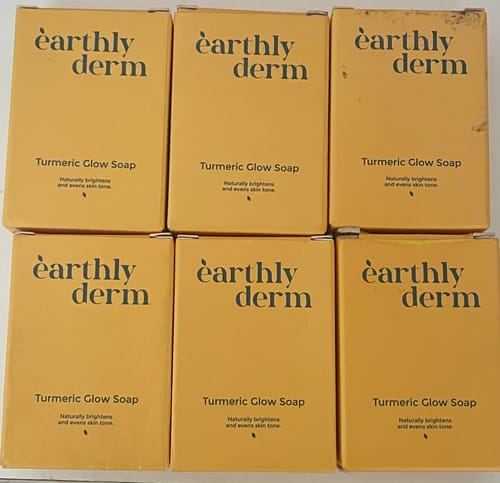 earthly
derm
Turmeric Glow Soap
Naturally brightens
and evens skin tone.
earthly
derm
Turmeric Glow Soap
Naturally brightens
and evens skin tone.
earthly
derm
Turmeric Glow Soap
Naturally brightens
and evens skin tone.
earthly
derm
Turmeric Glow Soap
Naturally brightens
and evens skin tone.
earthly
derm
Turmeric Glow Soap
Naturally brightens
and evens skin tone.
earthly
derm
Turmeric Glow Soap
Naturally brightens
and evens skin tone.